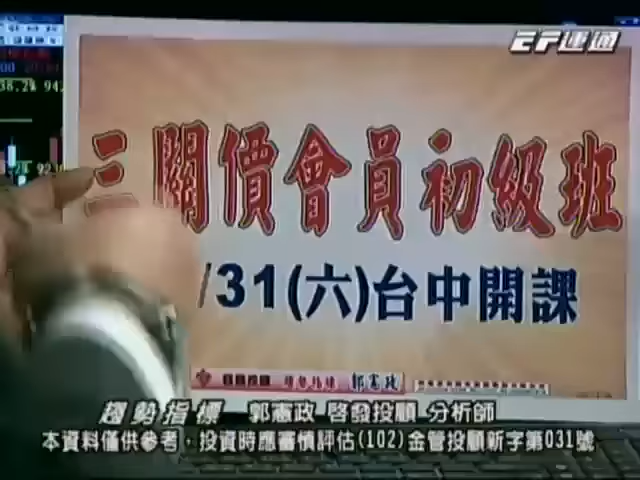 EF運通
38.2% 94.
三關價會員初級班
/31(六)台中開課
郭憲政
趨勢指標 郭憲政 啓發投顧 分析師
本資料僅供參考，投資時應審慎評估(102)金管投顧新字第031號